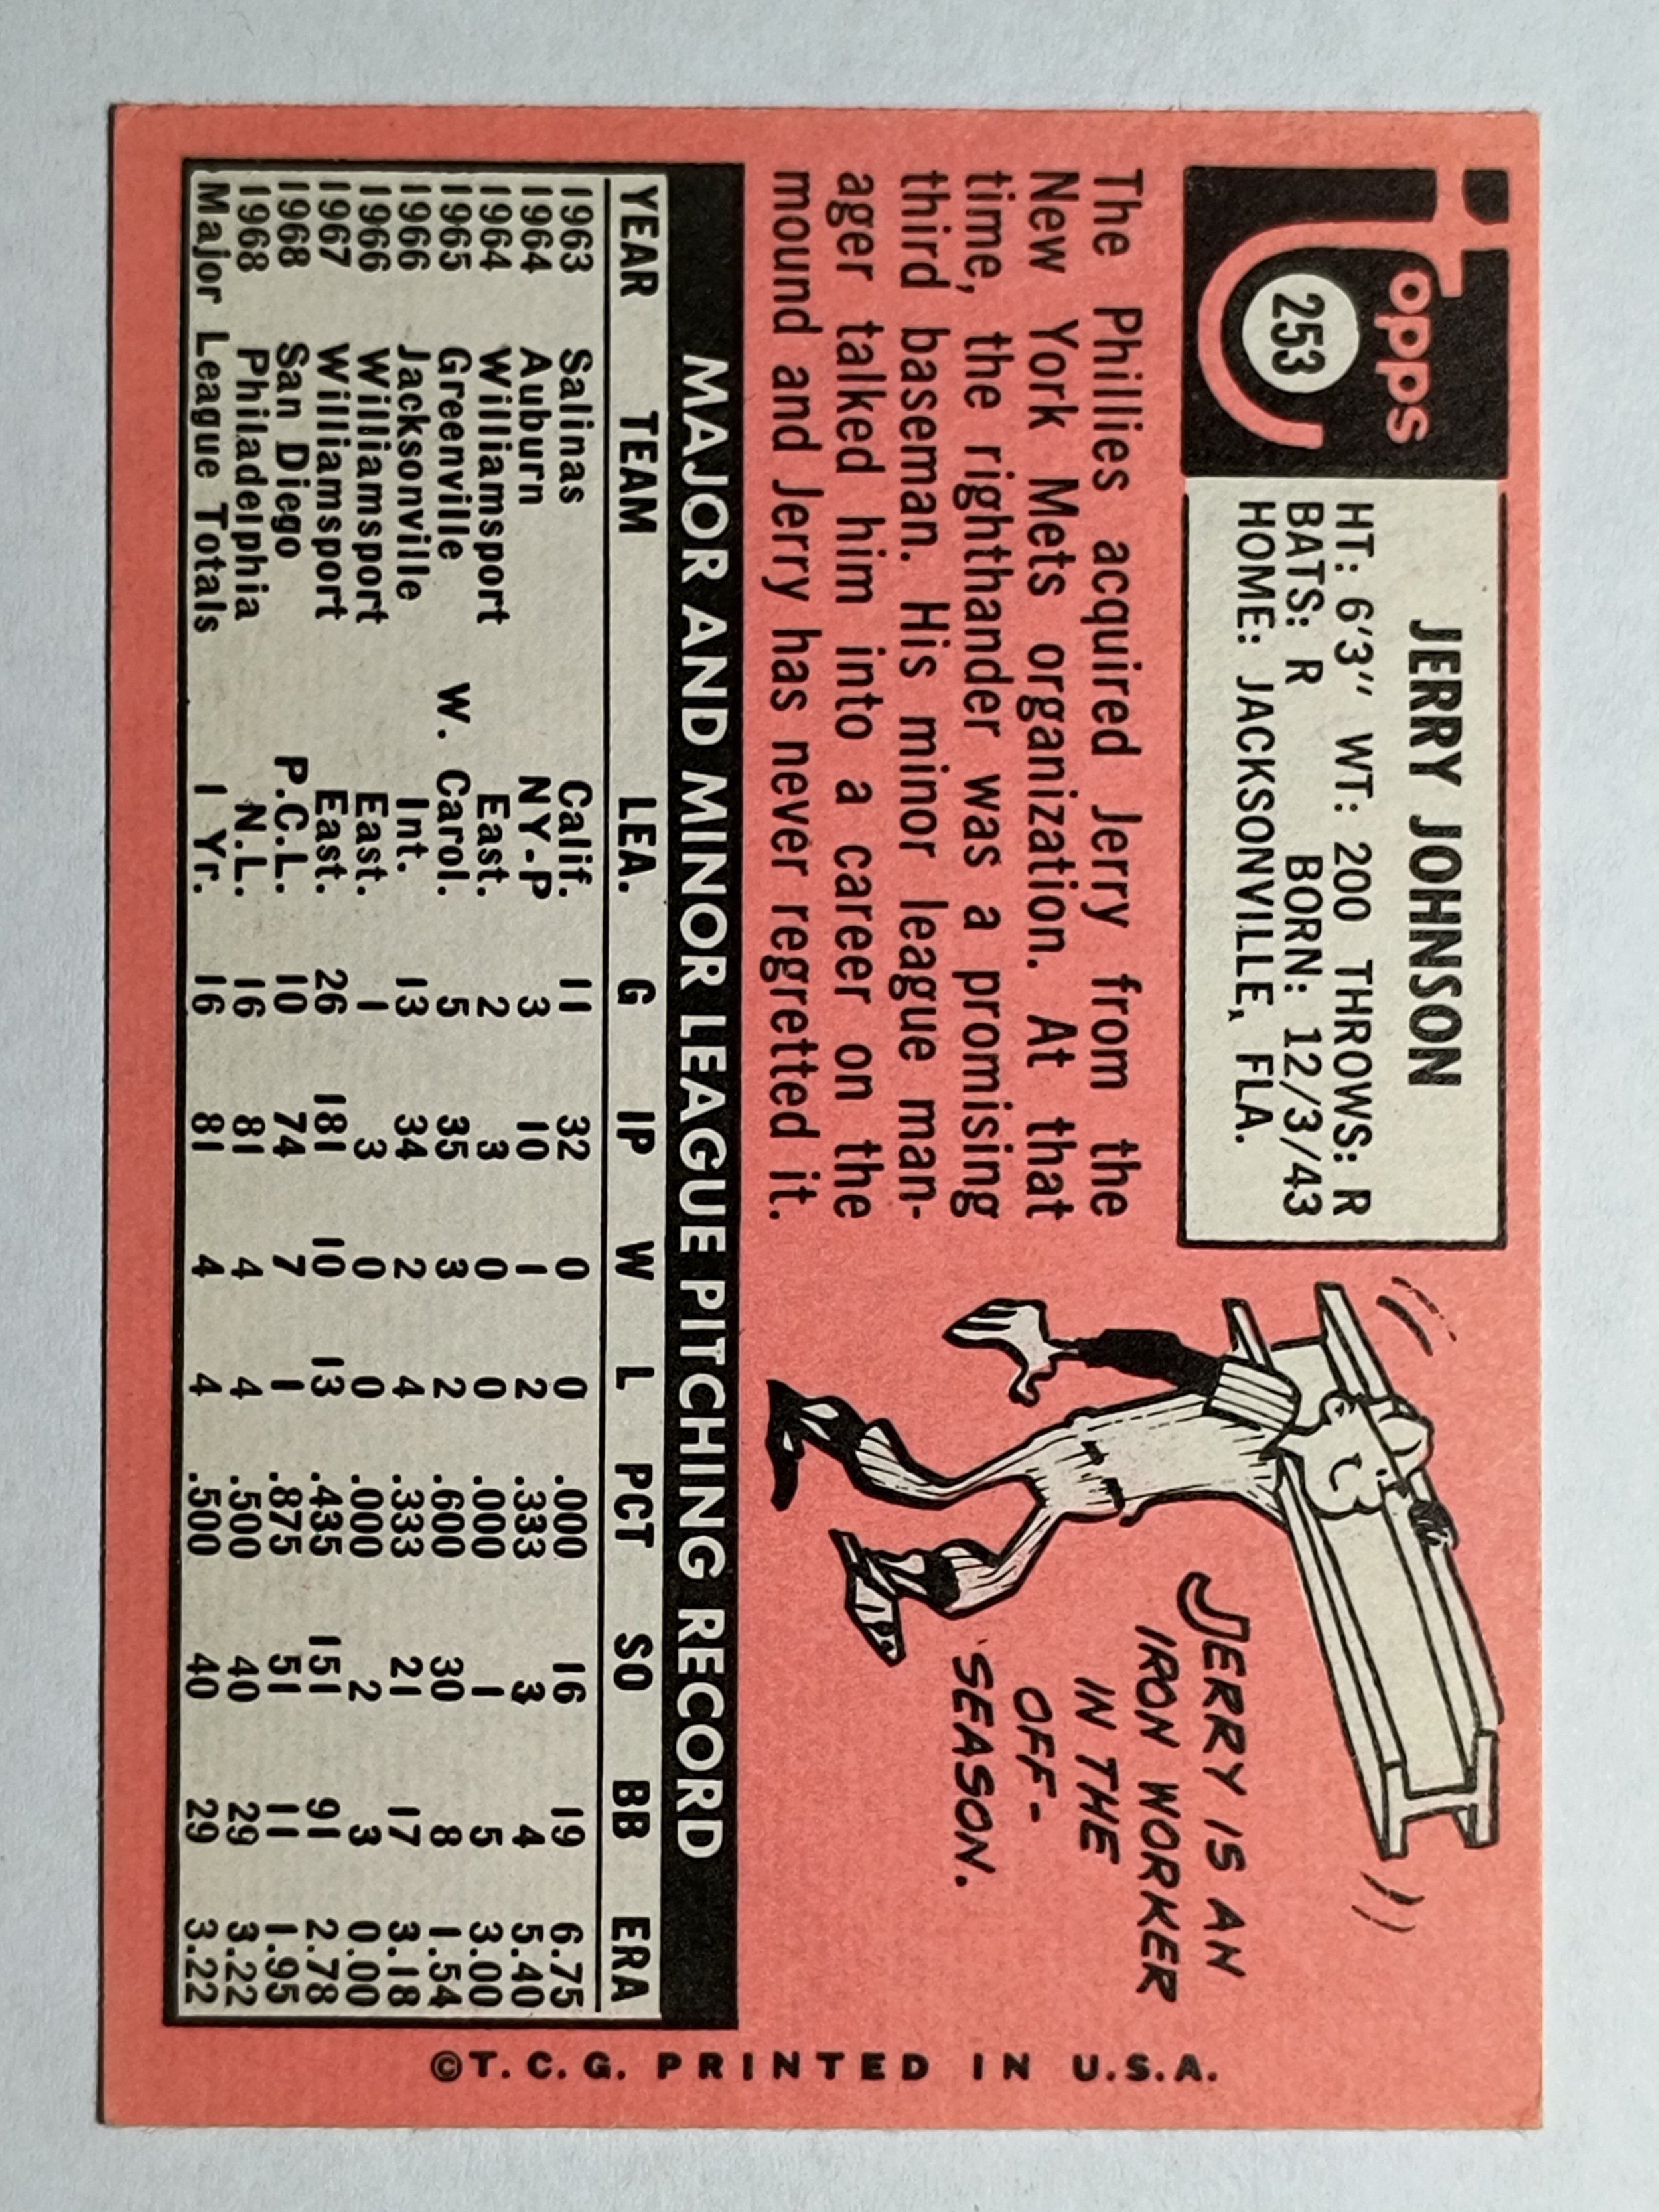 Topps
253
JERRY JOHNSON
HT: 6'3" WT: 200 THROWS: R
BATS: R BORN: 12/3/43
HOME: JACKSONVILLE, FLA.
The Phillies acquired Jerry from the
New York Mets organization. At that
time, the righthander was a promising
third baseman. His minor league man-
ager talked him into a career on the
mound and Jerry has never regretted it.
JERRY IS AN
IRON WORKER
IN THE
OFF-
SEASON.
MAJOR AND MINOR LEAGUE PITCHING RECORD
YEAR TEAM LEA. G IP W L PCT SO BB ERA
1963 Salinas Calif. 11 32 0 0 .000 16 19 6.75
1964 Auburn NY-P 3 10 1 2 .333 3 4 5.40
1964 Williamsport East. 2 3 0 0 .000 1 5 3.00
1965 Greenville W. Carol. 5 35 3 2 .600 30 8 1.54
1966 Jacksonville Int. 13 34 2 4 .333 21 17 3.18
1966 Williamsport East. 1 3 0 0 .000 2 3 0.00
1967 Williamsport East. 26 181 10 13 .435 151 91 2.78
1968 San Diego P.C.L. 10 74 7 1 .875 51 11 1.95
1968 Philadelphia N.L. 16 81 4 4 .500 40 29 3.22
Major League Totals 1 Yr. 16 81 4 4 .500 40 29 3.22
©T.C.G. PRINTED IN U.S.A.